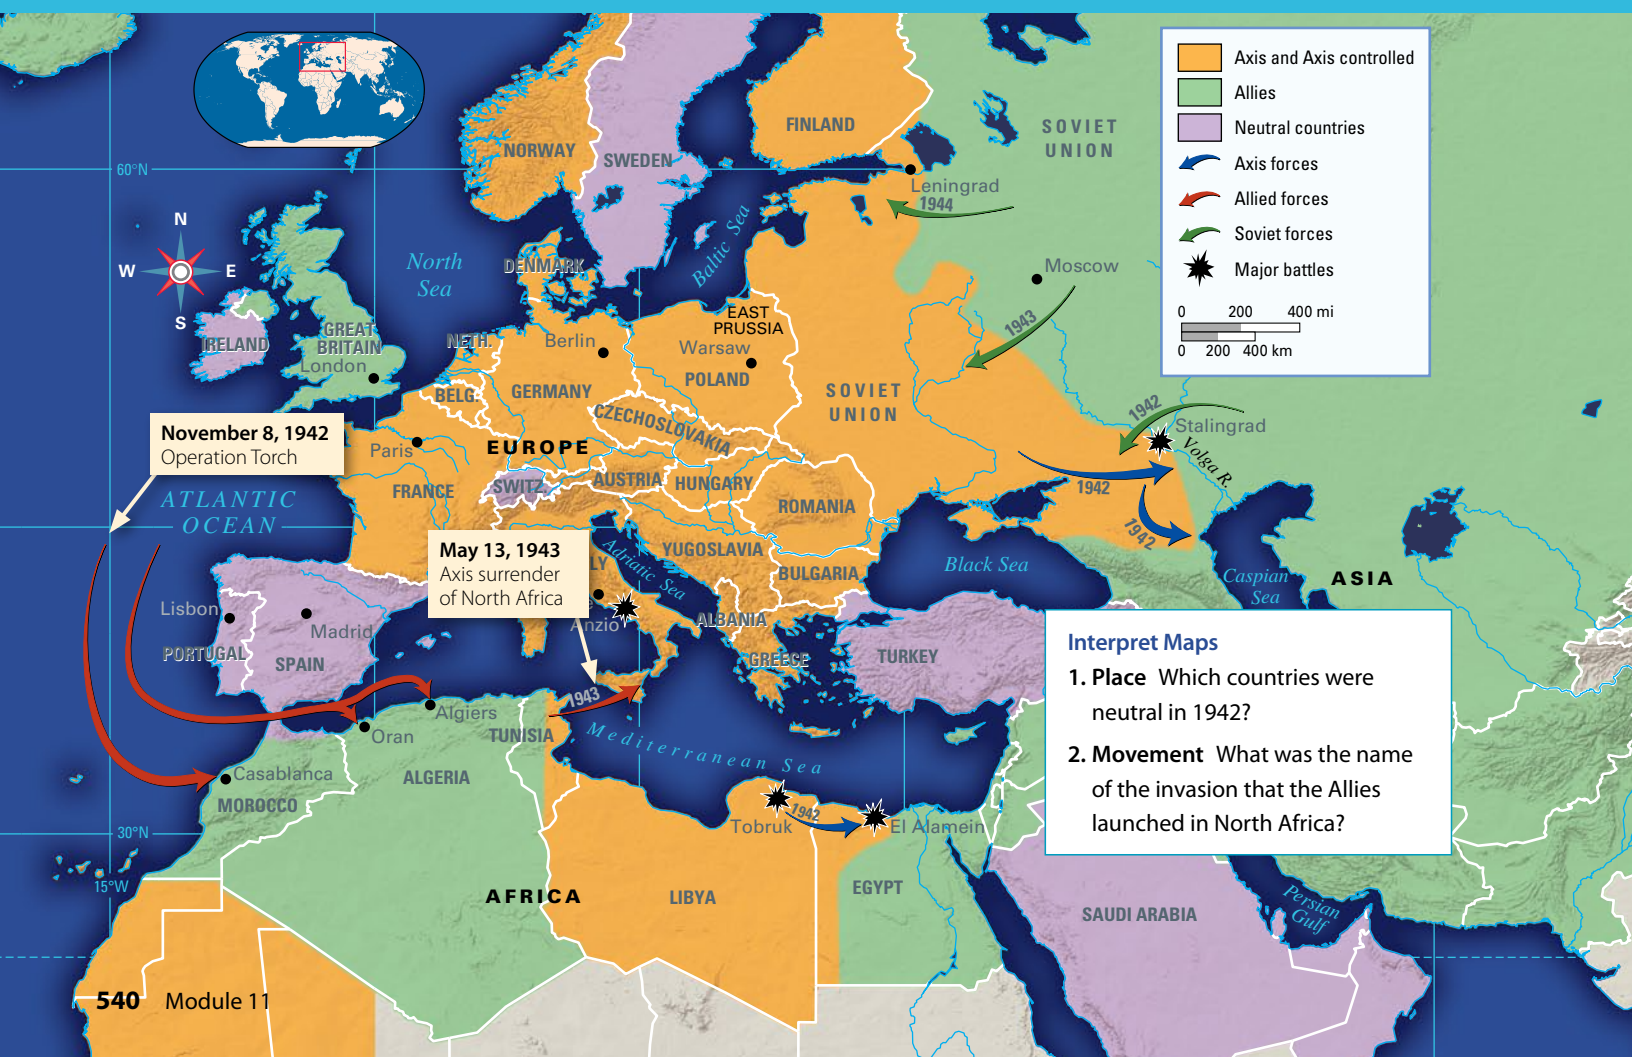 Axis and Axis controlled
Allies
Neutral countries
Axis forces
Allied forces
Soviet forces
Major battles
0 200 400 mi
0 200 400 km
60°N
N
W E
S
NORWAY
SWEDEN
FINLAND
SOVIET
UNION
Leningrad
1944
North
Sea
Baltic Sea
DENMARK
Moscow
1943
IRELAND
GREAT
BRITAIN
London
NETH.
Berlin
EAST
PRUSSIA
Warsaw
POLAND
BELG.
GERMANY
SOVIET
UNION
CZECHOSLOVAKIA
1942
Stalingrad
Volga R.
November 8, 1942
Operation Torch
Paris
EUROPE
FRANCE
SWITZ.
AUSTRIA
HUNGARY
ROMANIA
1942
1942
ATLANTIC
OCEAN
May 13, 1943
Axis surrender
of North Africa
LY
Adriatic Sea
YUGOSLAVIA
BULGARIA
Black Sea
Caspian
Sea
ASIA
Lisbon
Madrid
PORTUGAL
SPAIN
Anzio
ALBANIA
GREECE
TURKEY
1943
Algiers
Oran
TUNISIA
Mediterranean Sea
Casablanca
MOROCCO
ALGERIA
30°N
Tobruk
1942
El Alamein
15°W
AFRICA
LIBYA
EGYPT
SAUDI ARABIA
Persian
Gulf
Interpret Maps
1. Place Which countries were
neutral in 1942?
2. Movement What was the name
of the invasion that the Allies
launched in North Africa?
540 Module 11